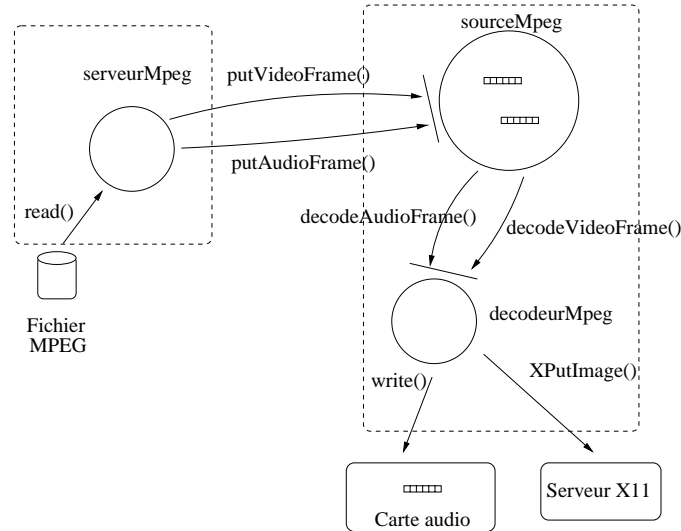 sourceMpeg
serveurMpeg
putVideoFrame()
putAudioFrame()
read()
decodeAudioFrame()
decodeVideoFrame()
Fichier
MPEG
decodeurMpeg
write()
XPutImage()
Carte audio
Serveur X11